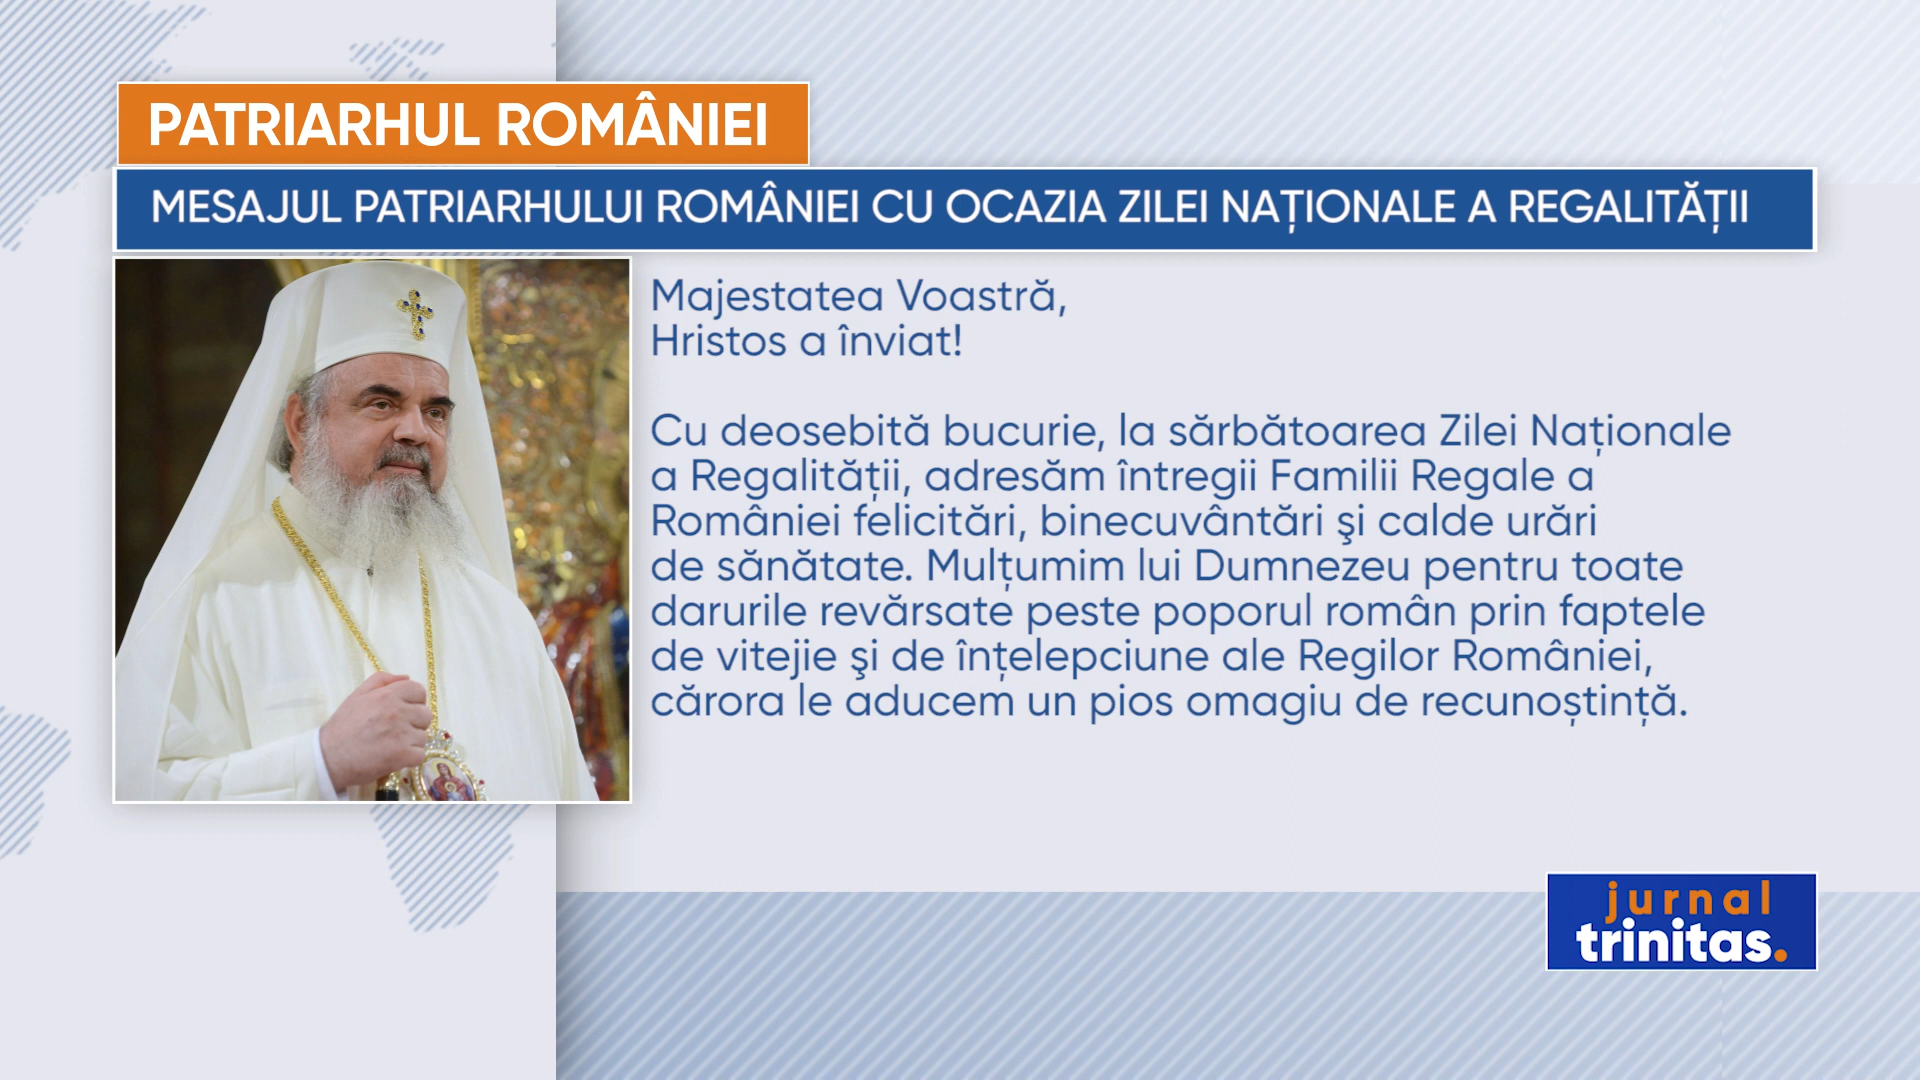 PATRIARHUL ROMÂNIEI
MESAJUL PATRIARHULUI ROMÂNIEI CU OCAZIA ZILEI NAȚIONALE A REGALITĂȚII
Majestatea Voastră,
Hristos a înviat!
Cu deosebită bucurie, la sărbătoarea Zilei Naționale
a Regalității, adresăm întregii Familii Regale a
României felicitări, binecuvântări şi calde urări
de sănătate. Mulțumim lui Dumnezeu pentru toate
darurile revărsate peste poporul român prin faptele
de vitejie şi de înțelepciune ale Regilor României,
cărora le aducem un pios omagiu de recunoștință.
jurnal
trinitas.